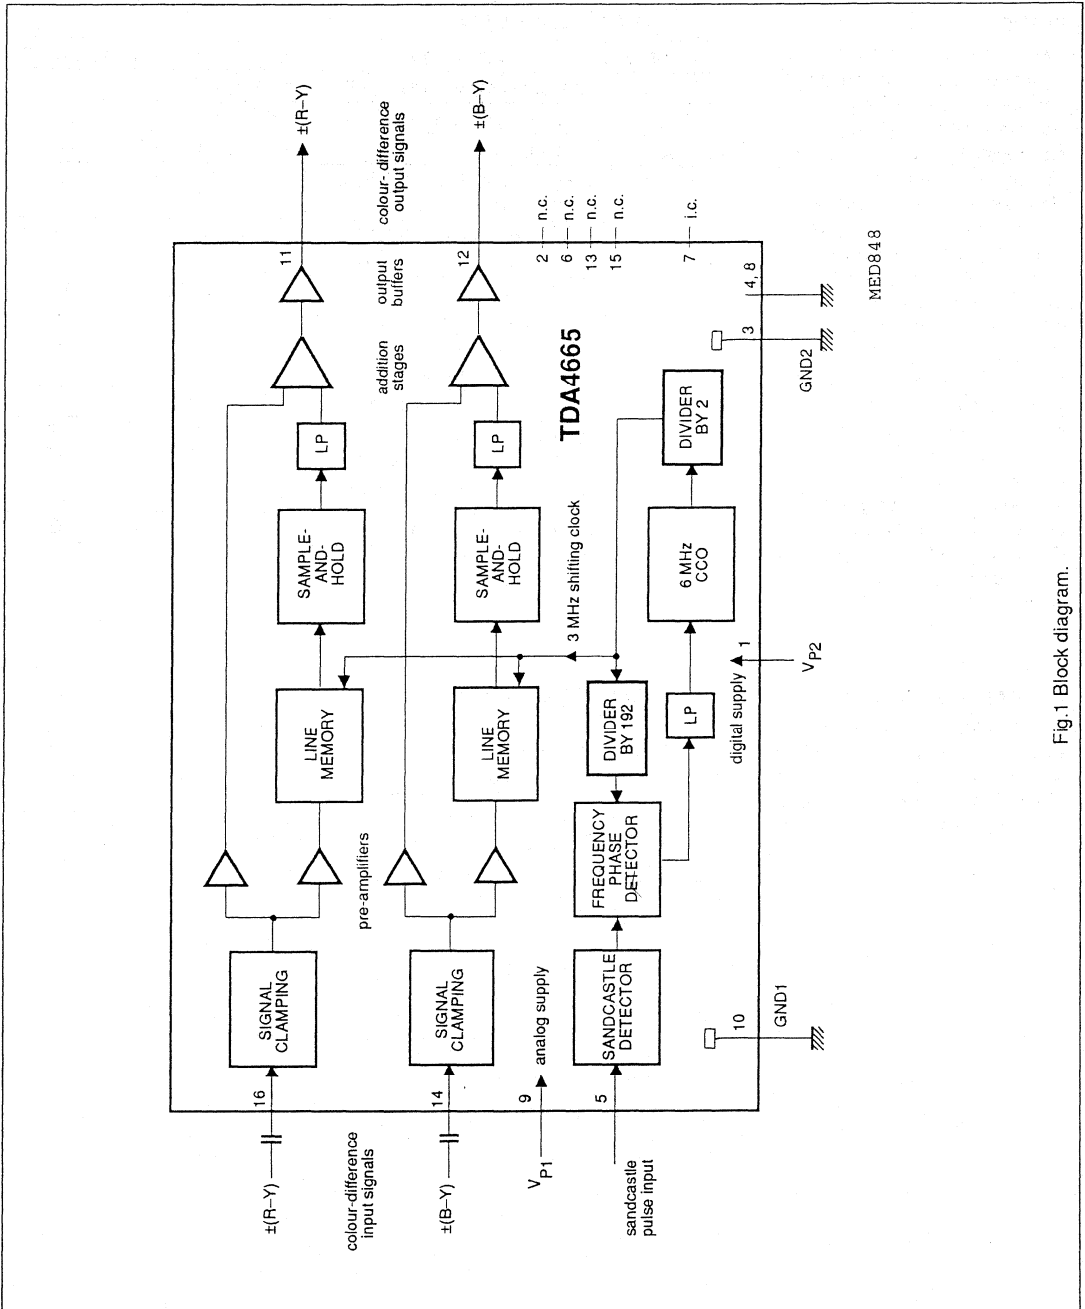 ±(R–Y)
colour-difference
input signals
±(B–Y)
16
14
SIGNAL
CLAMPING
SIGNAL
CLAMPING
pre-amplifiers
LINE
MEMORY
LINE
MEMORY
SAMPLE-
AND-
HOLD
SAMPLE-
AND-
HOLD
LP
LP
addition
stages
output
buffers
11
12
±(R–Y)
colour- difference
output signals
±(B–Y)
VP1
9
analog supply
3 MHz shifting clock
TDA4665
2 n.c.
6 n.c.
13 n.c.
15 n.c.
7 i.c.
sandcastle
pulse input
5
SANDCASTLE
DETECTOR
FREQUENCY
PHASE
DETECTOR
DIVIDER
BY 192
LP
6 MHz
CCO
DIVIDER
BY 2
digital supply
1
VP2
10
GND1
3
GND2
4, 8
MED848
Fig.1 Block diagram.